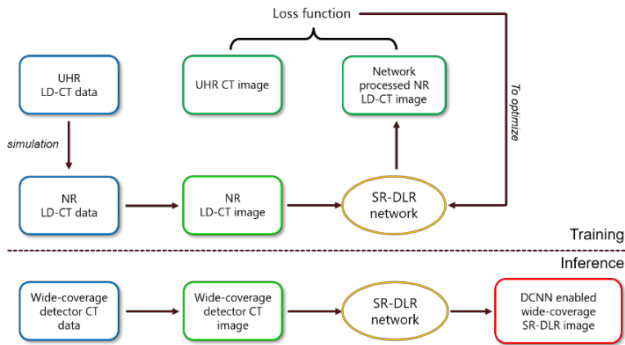 Loss function
UHR
LD-CT data
UHR CT image
Network
processed NR
LD-CT image
To optimize
simulation
NR
LD-CT data
NR
LD-CT image
SR-DLR
network
Training
Inference
Wide-coverage
detector CT
data
Wide-coverage
detector CT
image
SR-DLR
network
DCNN enabled
wide-coverage
SR-DLR image